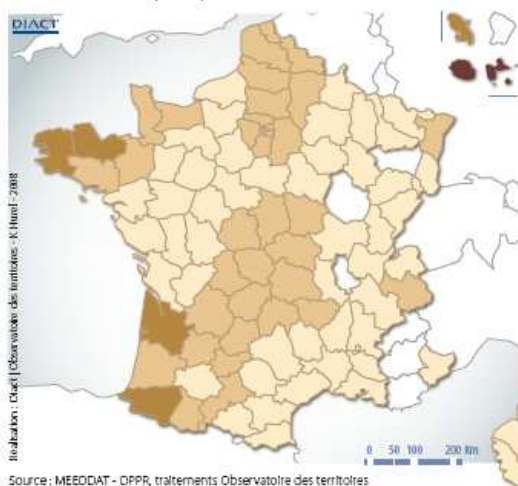 DIACT
Réalisation : Diact | Observatoire des territoires - K Hurel - 2008
0 50 100 200 Km
Source : MEEDDAT - DPPR, traitements Observatoire des territoires